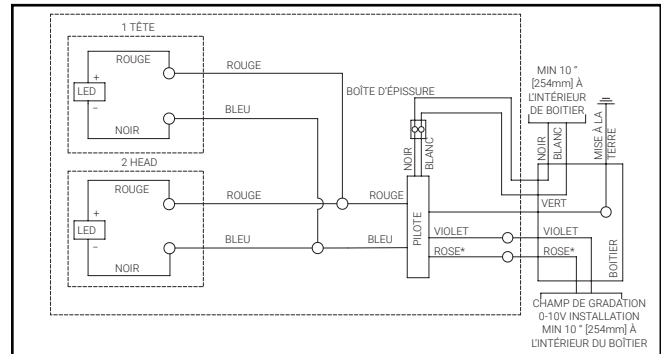 1 TÊTE
ROUGE
+
LED
–
NOIR
ROUGE
BLEU
2 HEAD
ROUGE
+
LED
–
NOIR
ROUGE
BLEU
ROUGE
BLEU
BOÎTE D'ÉPISSURE
NOIR
BLANC
PILOTE
VIOLET
ROSE*
MIN 10 "
[254mm] À
L'INTÉRIEUR
DE BOITIER
NOIR
BLANC
MISE À LA
TERRE
VERT
VIOLET
ROSE*
BOITIER
CHAMP DE GRADATION
0-10V INSTALLATION
MIN 10 " [254mm] À
L'INTÉRIEUR DU BOÎTIER